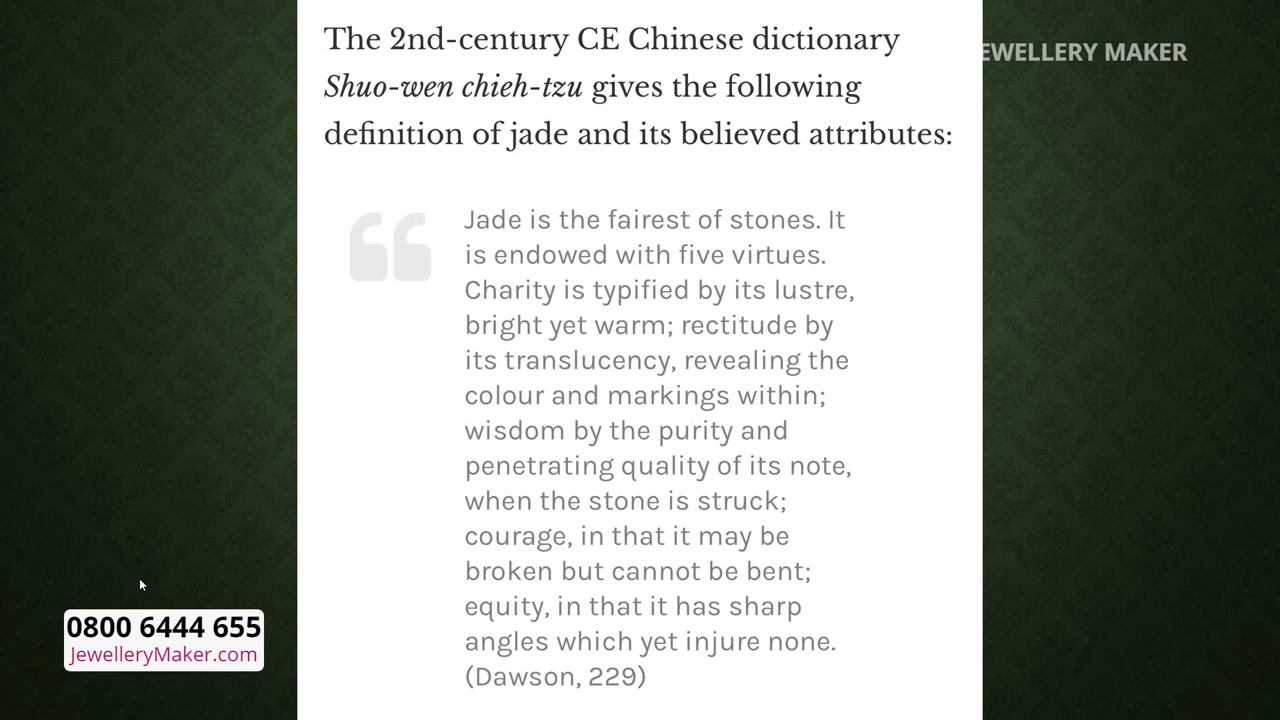 The 2nd-century CE Chinese dictionary
Shuo-wen chieh-tzu gives the following
definition of jade and its believed attributes:
EWELLERY MAKER
Jade is the fairest of stones. It
is endowed with five virtues.
Charity is typified by its lustre,
bright yet warm; rectitude by
its translucency, revealing the
colour and markings within;
wisdom by the purity and
penetrating quality of its note,
when the stone is struck;
courage, in that it may be
broken but cannot be bent;
equity, in that it has sharp
angles which yet injure none.
(Dawson, 229)
0800 6444 655
JewelleryMaker.com